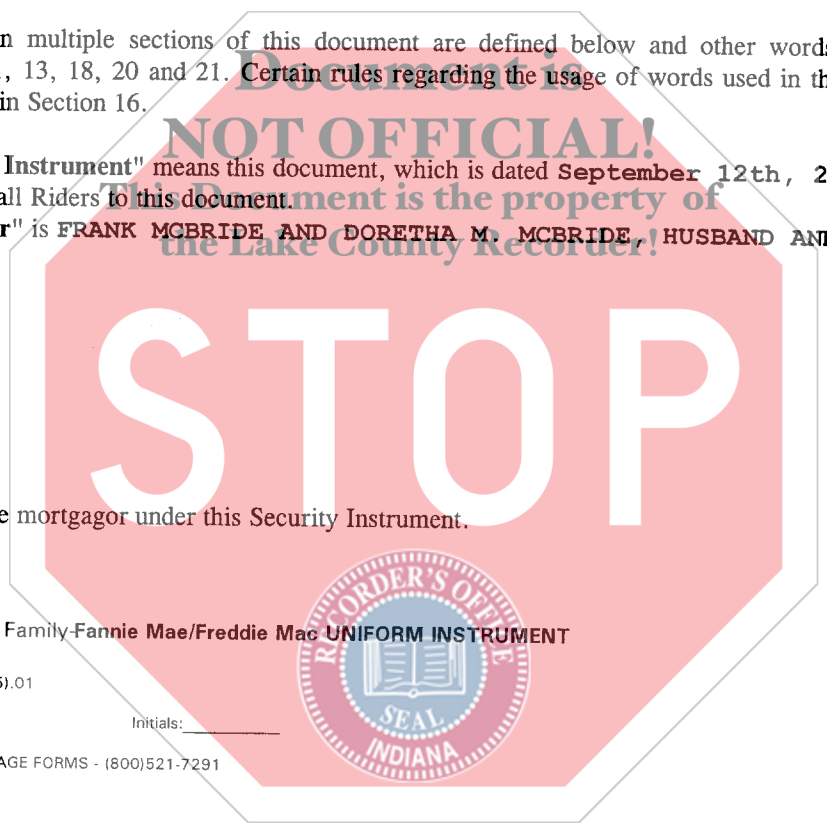 n multiple sections of this document are defined below and other words
, 13, 18, 20 and 21. Certain rules regarding the usage of words used in th
in Section 16.
Document is
NOT OFFICIAL!
This Document is the property of
the Lake County Recorder!
Instrument" means this document, which is dated September 12th, 2
all Riders to this document.
r" is FRANK MCBRIDE AND DORETHA M. MCBRIDE, HUSBAND AN
STOP
e mortgagor under this Security Instrument.
RECORDER'S OFFICE
SEAL
INDIANA
Family-Fannie Mae/Freddie Mac UNIFORM INSTRUMENT
).01
Initials:
AGE FORMS - (800)521-7291